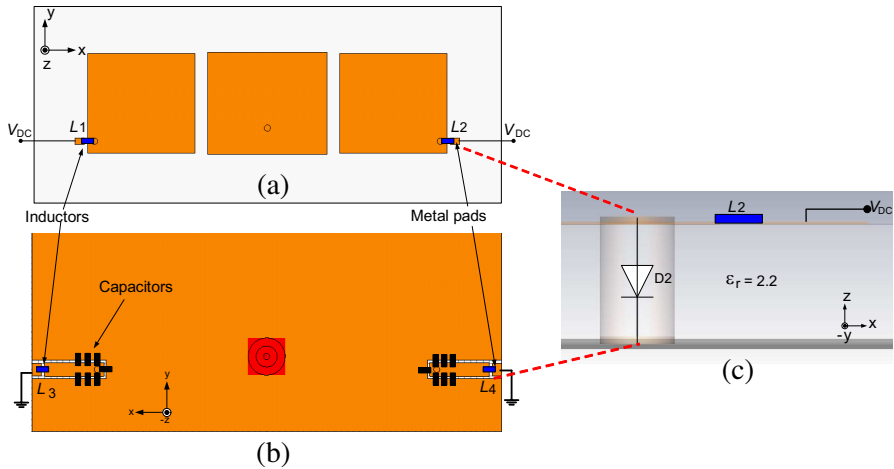 y
x
z
L1
L2
V_DC
V_DC
(a)
Inductors
Metal pads
Capacitors
L_3
L_4
y
x
-z
(b)
L2
V_DC
D2
ε_r = 2.2
z
x
-y
(c)